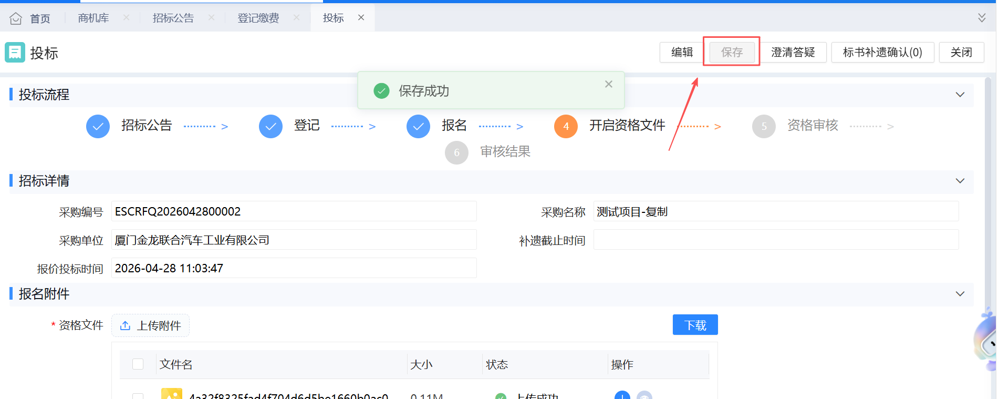 首页 商机库 招标公告 登记缴费 投标
投标 编辑 保存 澄清答疑 标书补遗确认(0) 关闭
保存成功
投标流程
招标公告 登记 报名 4 开启资格文件 5 资格审核
6 审核结果
招标详情
采购编号 ESCRFQ2026042800002 采购名称 测试项目-复制
采购单位 厦门金龙联合汽车工业有限公司 补遗截止时间
报价投标时间 2026-04-28 11:03:47
报名附件
* 资格文件 上传附件 下载
文件名 大小 状态 操作
4a32f8325fad4f704d6d5be1660b0ac0 0.11M 上传成功